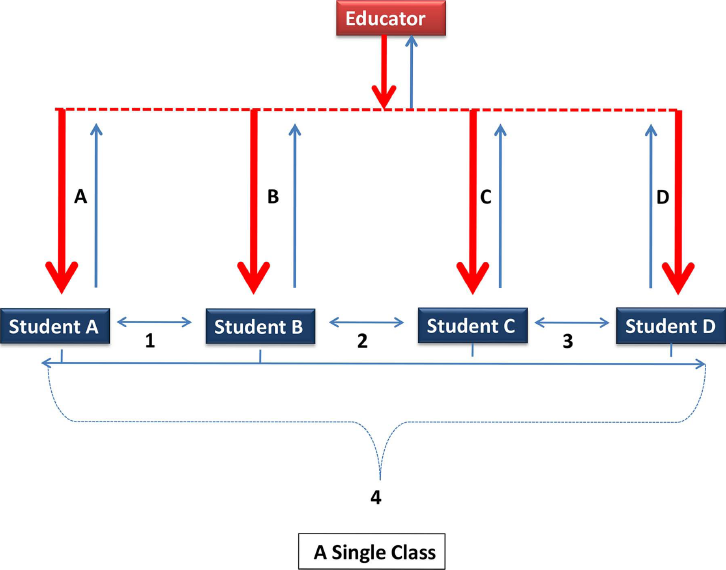 Educator
A
B
C
D
Student A
Student B
Student C
Student D
1
2
3
4
A Single Class